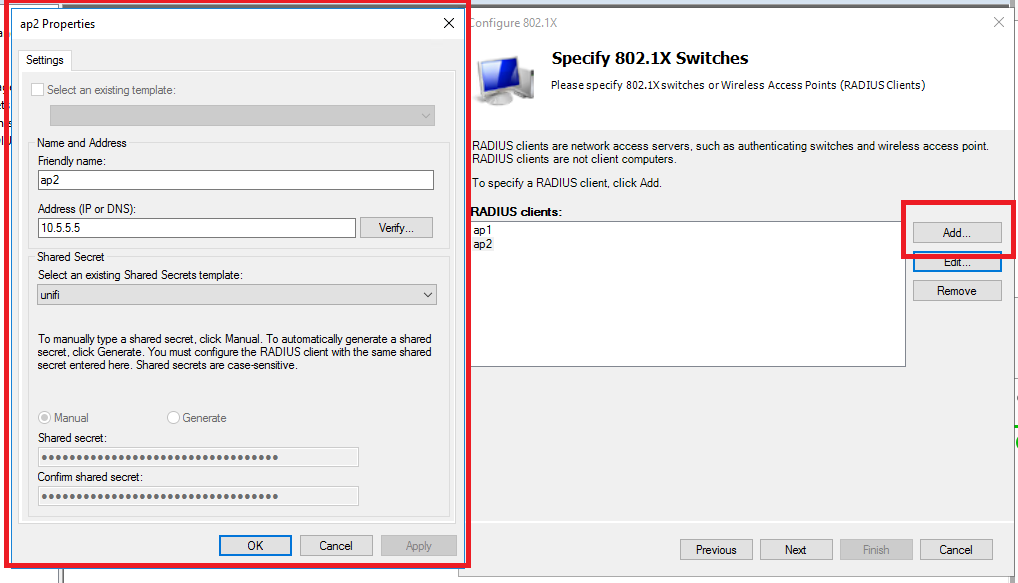 ap2 Properties
Settings
Select an existing template:
Name and Address
Friendly name:
ap2
Address (IP or DNS):
10.5.5.5
Verify...
Shared Secret
Select an existing Shared Secrets template:
unifi
To manually type a shared secret, click Manual. To automatically generate a shared
secret, click Generate. You must configure the RADIUS client with the same shared
secret entered here. Shared secrets are case-sensitive.
Manual
Generate
Shared secret:
Confirm shared secret:
OK
Cancel
Apply
Configure 802.1X
Specify 802.1X Switches
Please specify 802.1X switches or Wireless Access Points (RADIUS Clients)
RADIUS clients are network access servers, such as authenticating switches and wireless access point.
RADIUS clients are not client computers.
To specify a RADIUS client, click Add.
RADIUS clients:
ap1
ap2
Add...
Edit...
Remove
Previous
Next
Finish
Cancel